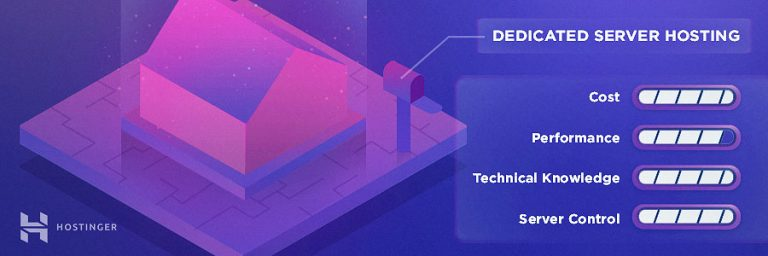 DEDICATED SERVER HOSTING
Cost
Performance
Technical Knowledge
Server Control
HOSTINGER